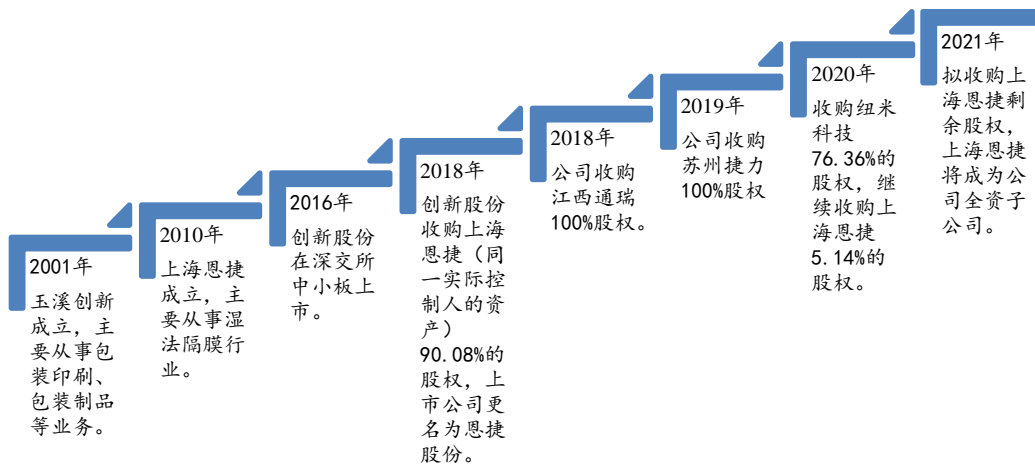 2001年
玉溪创新
成立，主
要从事包
装印刷、
包装制品
等业务。
2010年
上海恩捷
成立，主
要从事湿
法隔膜行
业。
2016年
创新股份
在深交所
中小板上
市。
2018年
创新股份
收购上海
恩捷（同
一实际控
制人的资
产）
90.08%的
股权，上
市公司更
名为恩捷
股份。
2018年
公司收购
江西通瑞
100%股权。
2019年
公司收购
苏州捷力
100%股权
2020年
收购纽米
科技
76.36%的
股权，继
续收购上
海恩捷
5.14%的
股权。
2021年
拟收购上
海恩捷剩
余股权，
上海恩捷
将成为公
司全资子
公司。